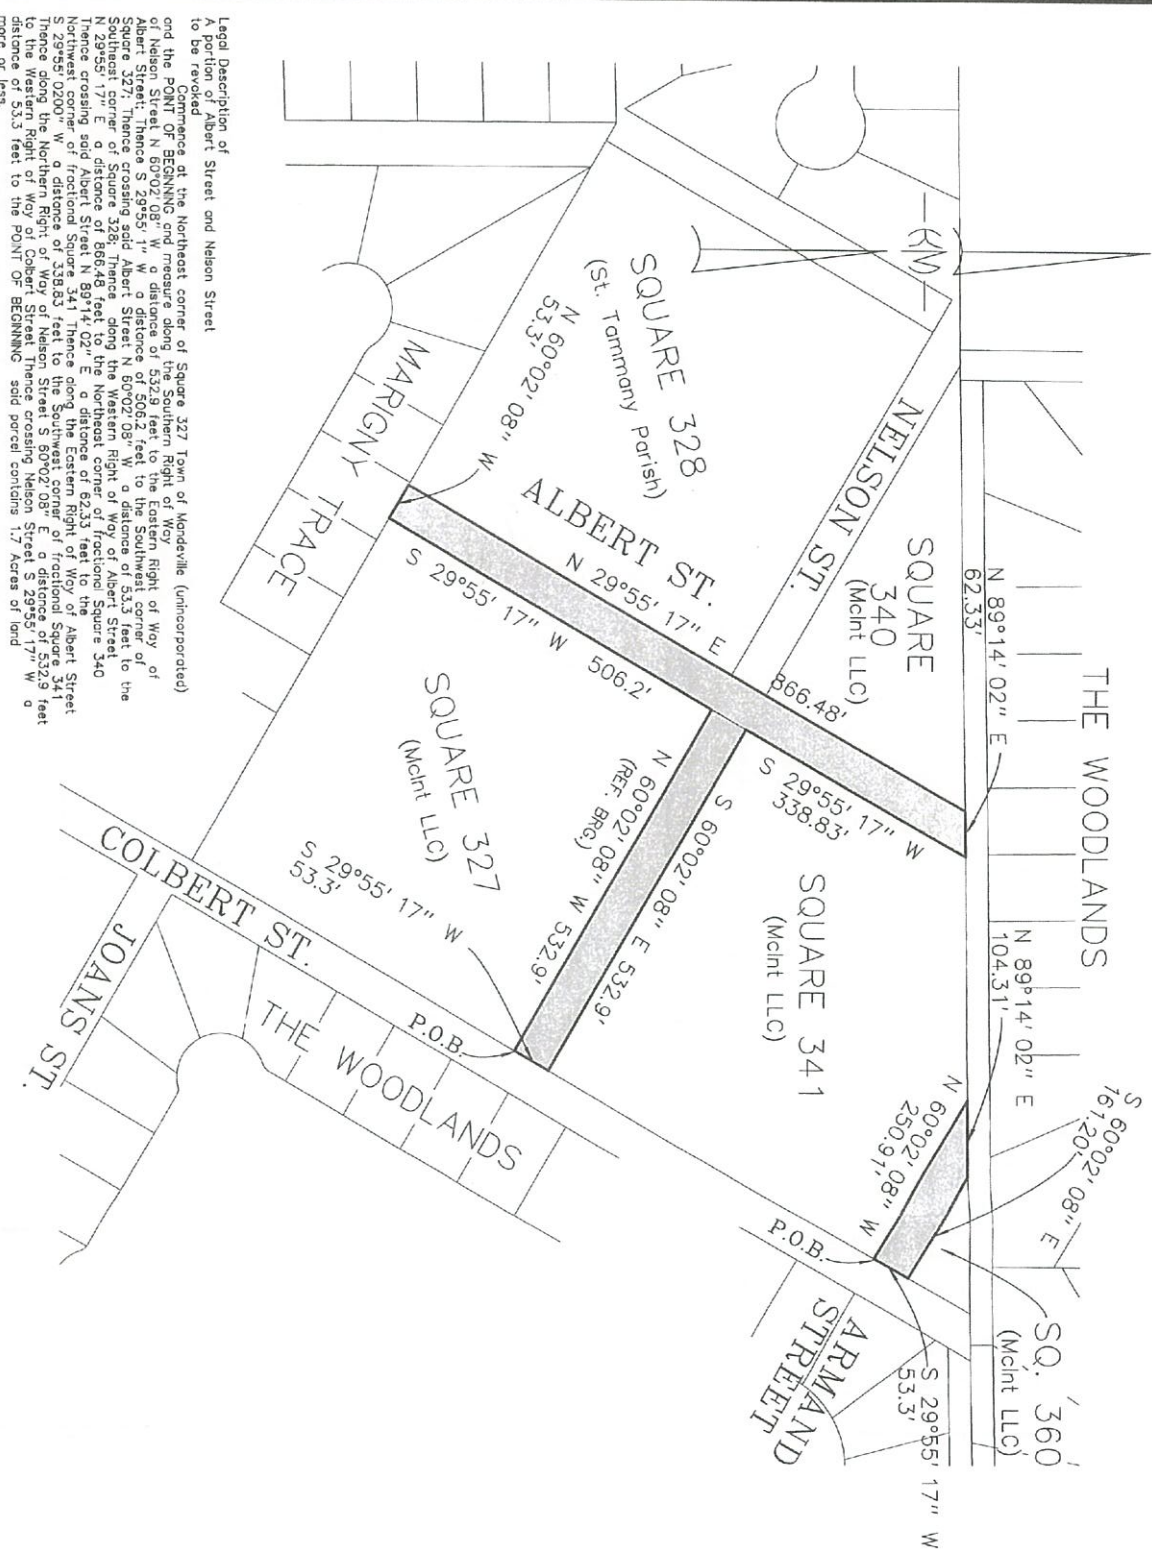 THE WOODLANDS
N 89°14' 02" E
62.33'
N 89°14' 02" E
104.31'
S 60°02' 08" E
161.20'
SQ. 360
(McInt LLC)
S 29°55' 17" W
53.3'
N 60°02' 08" W
250.91'
P.O.B.
ARMAND
STREET
SQUARE
340
(McInt LLC)
NELSON ST.
SQUARE 328
(St. Tammany Parish)
N 60°02' 08" W
53.3'
ALBERT ST.
N 29°55' 17" E
866.48'
S 29°55' 17" W
338.83'
SQUARE 341
(McInt LLC)
S 29°55' 17" W 506.2'
S 60°02' 08" E 532.9'
N 60°02' 08" W 532.9'
(REF. BRG.)
MARIGNY TRACE
SQUARE 327
(McInt LLC)
S 29°55' 17" W
53.3'
P.O.B.
COLBERT ST.
THE WOODLANDS
JOANS ST.
Legal Description of
A portion of Albert Street and Nelson Street
to be revoked
Commence at the Northeast corner of Square 327 Town of Mandeville (unincorporated)
and the POINT OF BEGINNING and measure along the Southern Right of Way
of Nelson Street N 60°02' 08" W a distance of 532.9 feet to the Eastern Right of Way of
Albert Street; Thence S 29°55' 1" W a distance of 506.2 feet to the Southwest corner of
Square 327; Thence crossing said Albert Street N 60°02' 08" W a distance of 53.3 feet to the
Southeast corner of Square 328; Thence along the Western Right of Way of Albert Street
N 29°55' 17" E a distance of 866.48 feet to the Northeast corner of fractional Square 340
Thence crossing said Albert Street N 89°14' 02" E a distance of 62.33 feet to the
Northwest corner of fractional Square 341 Thence along the Eastern Right of Way of Albert Street
S 29°55' 0200" W a distance of 338.83 feet to the Southwest corner of fractional Square 341
Thence along the Northern Right of Way of Nelson Street S 60°02' 08" E a distance of 532.9 feet
to the Western Right of Way of Colbert Street Thence crossing Nelson Street S 29°55' 17" W a
distance of 53.3 feet to the POINT OF BEGINNING said parcel contains 1.7 Acres of land
more or less